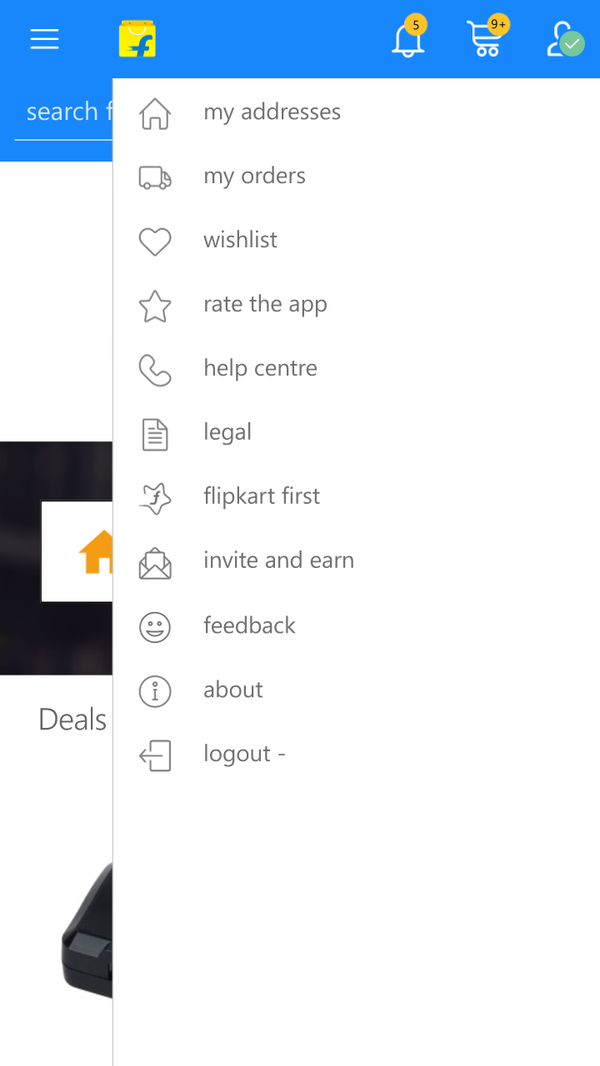 5
9+
search f
my addresses
my orders
wishlist
rate the app
help centre
legal
flipkart first
invite and earn
feedback
about
Deals
logout -